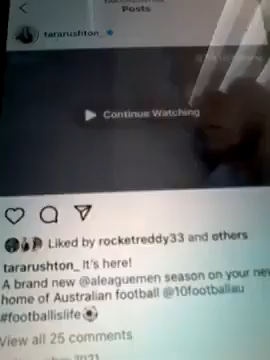 Posts
tararushton_
Continue Watching
Liked by rocketreddy33 and others
tararushton_ It's here!
A brand new @aleaguemen season on your new
home of Australian football @10footballau
#footballislife⚽
View all 25 comments
2021